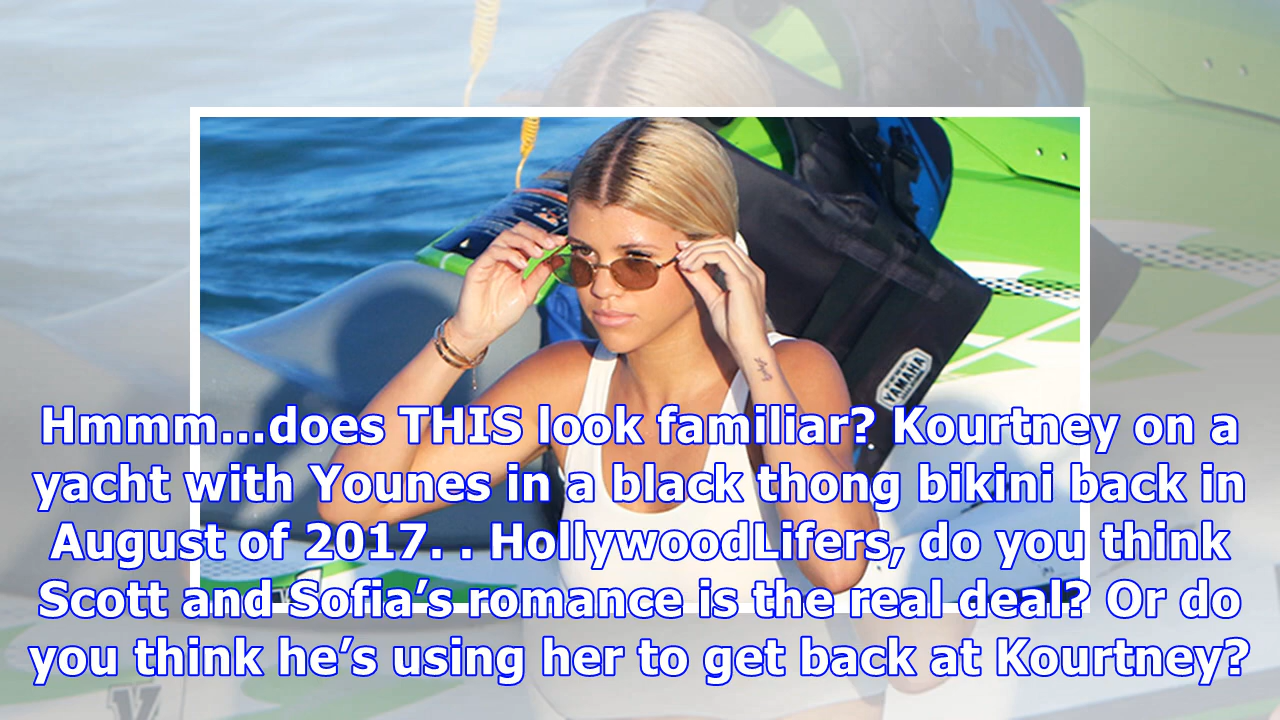 YAMAHA
Hmmm...does THIS look familiar? Kourtney on a
yacht with Younes in a black thong bikini back in
August of 2017. . HollywoodLifers, do you think
Scott and Sofia’s romance is the real deal? Or do
you think he’s using her to get back at Kourtney?